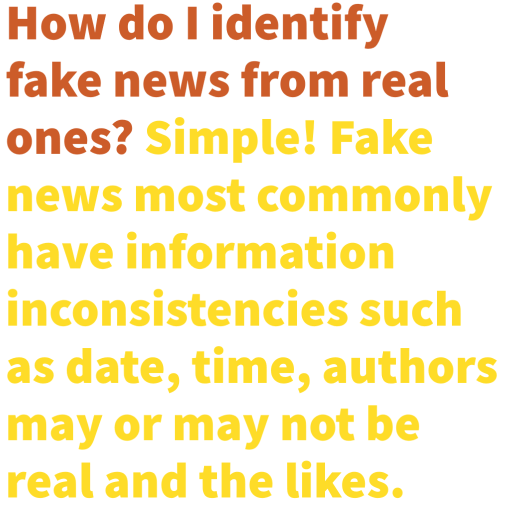 How do I identify
fake news from real
ones? Simple! Fake
news most commonly
have information
inconsistencies such
as date, time, authors
may or may not be
real and the likes.